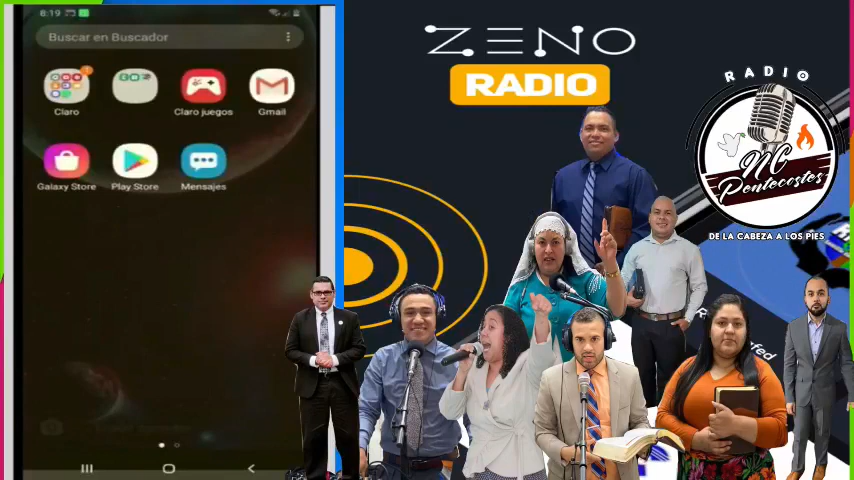 8:19
Buscar en Buscador
Claro
Claro juegos
Gmail
Galaxy Store
Play Store
Mensajes
ZENO
RADIO
RADIO
NC
Pentecostes
DE LA CABEZA A LOS PIES